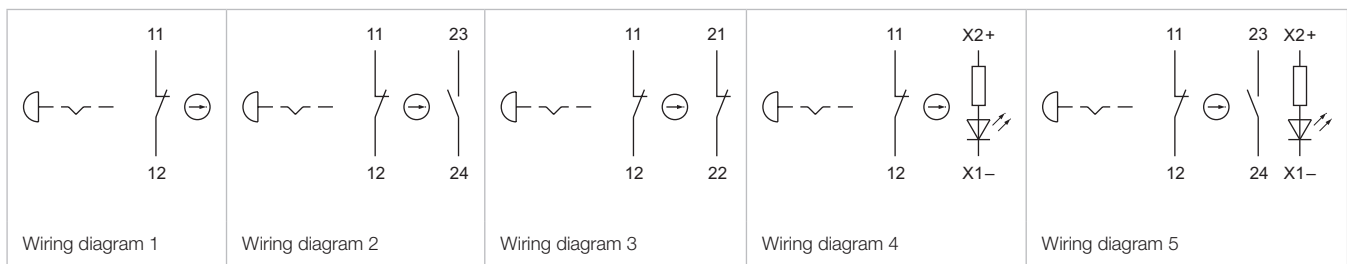 11
12
Wiring diagram 1
11 23
12 24
Wiring diagram 2
11 21
12 22
Wiring diagram 3
11 X2+
12 X1–
Wiring diagram 4
11 23 X2+
12 24 X1–
Wiring diagram 5